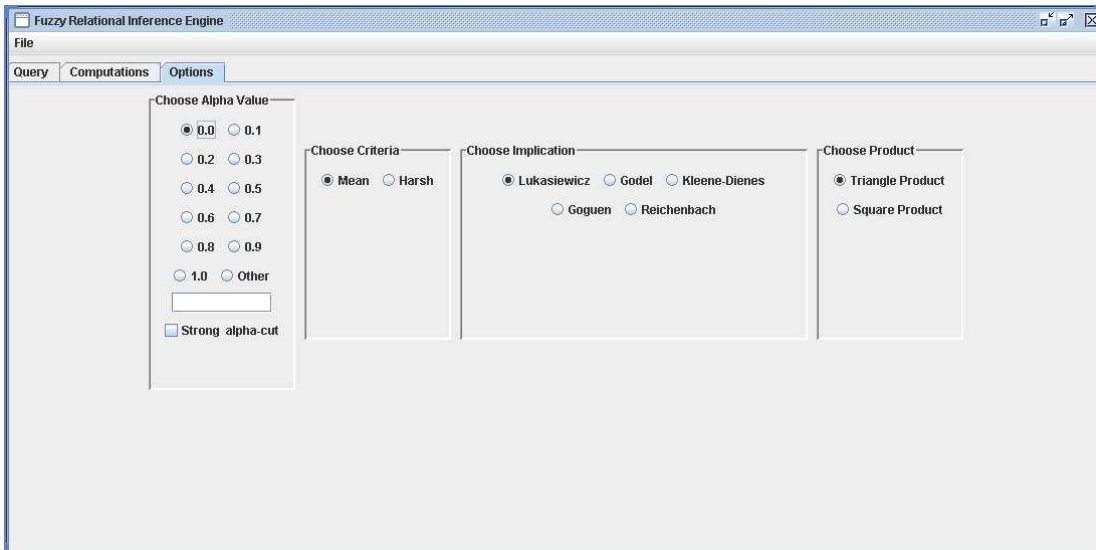 Fuzzy Relational Inference Engine
File
Query Computations Options
Choose Alpha Value
0.0 0.1
0.2 0.3
0.4 0.5
0.6 0.7
0.8 0.9
1.0 Other
Strong alpha-cut
Choose Criteria
Mean Harsh
Choose Implication
Lukasiewicz Godel Kleene-Dienes
Goguen Reichenbach
Choose Product
Triangle Product
Square Product